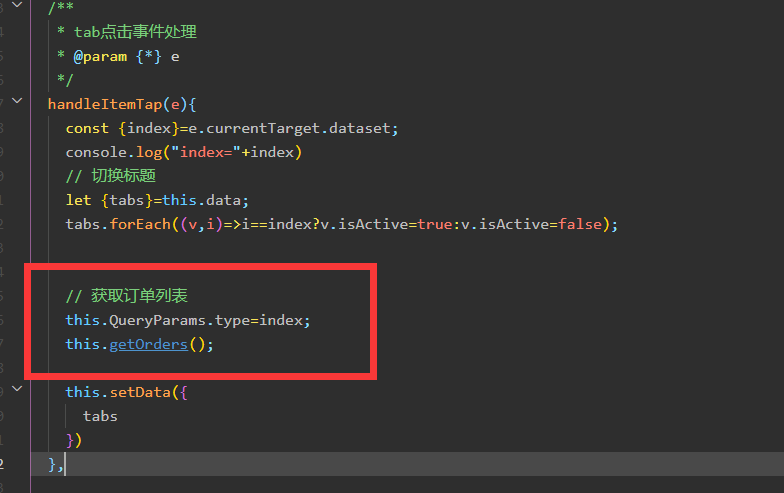 /**
* tab点击事件处理
* @param {*} e
*/
handleItemTap(e){
const {index}=e.currentTarget.dataset;
console.log("index="+index)
// 切换标题
let {tabs}=this.data;
tabs.forEach((v,i)=>i==index?v.isActive=true:v.isActive=false);
// 获取订单列表
this.QueryParams.type=index;
this.getOrders();
this.setData({
tabs
})
},